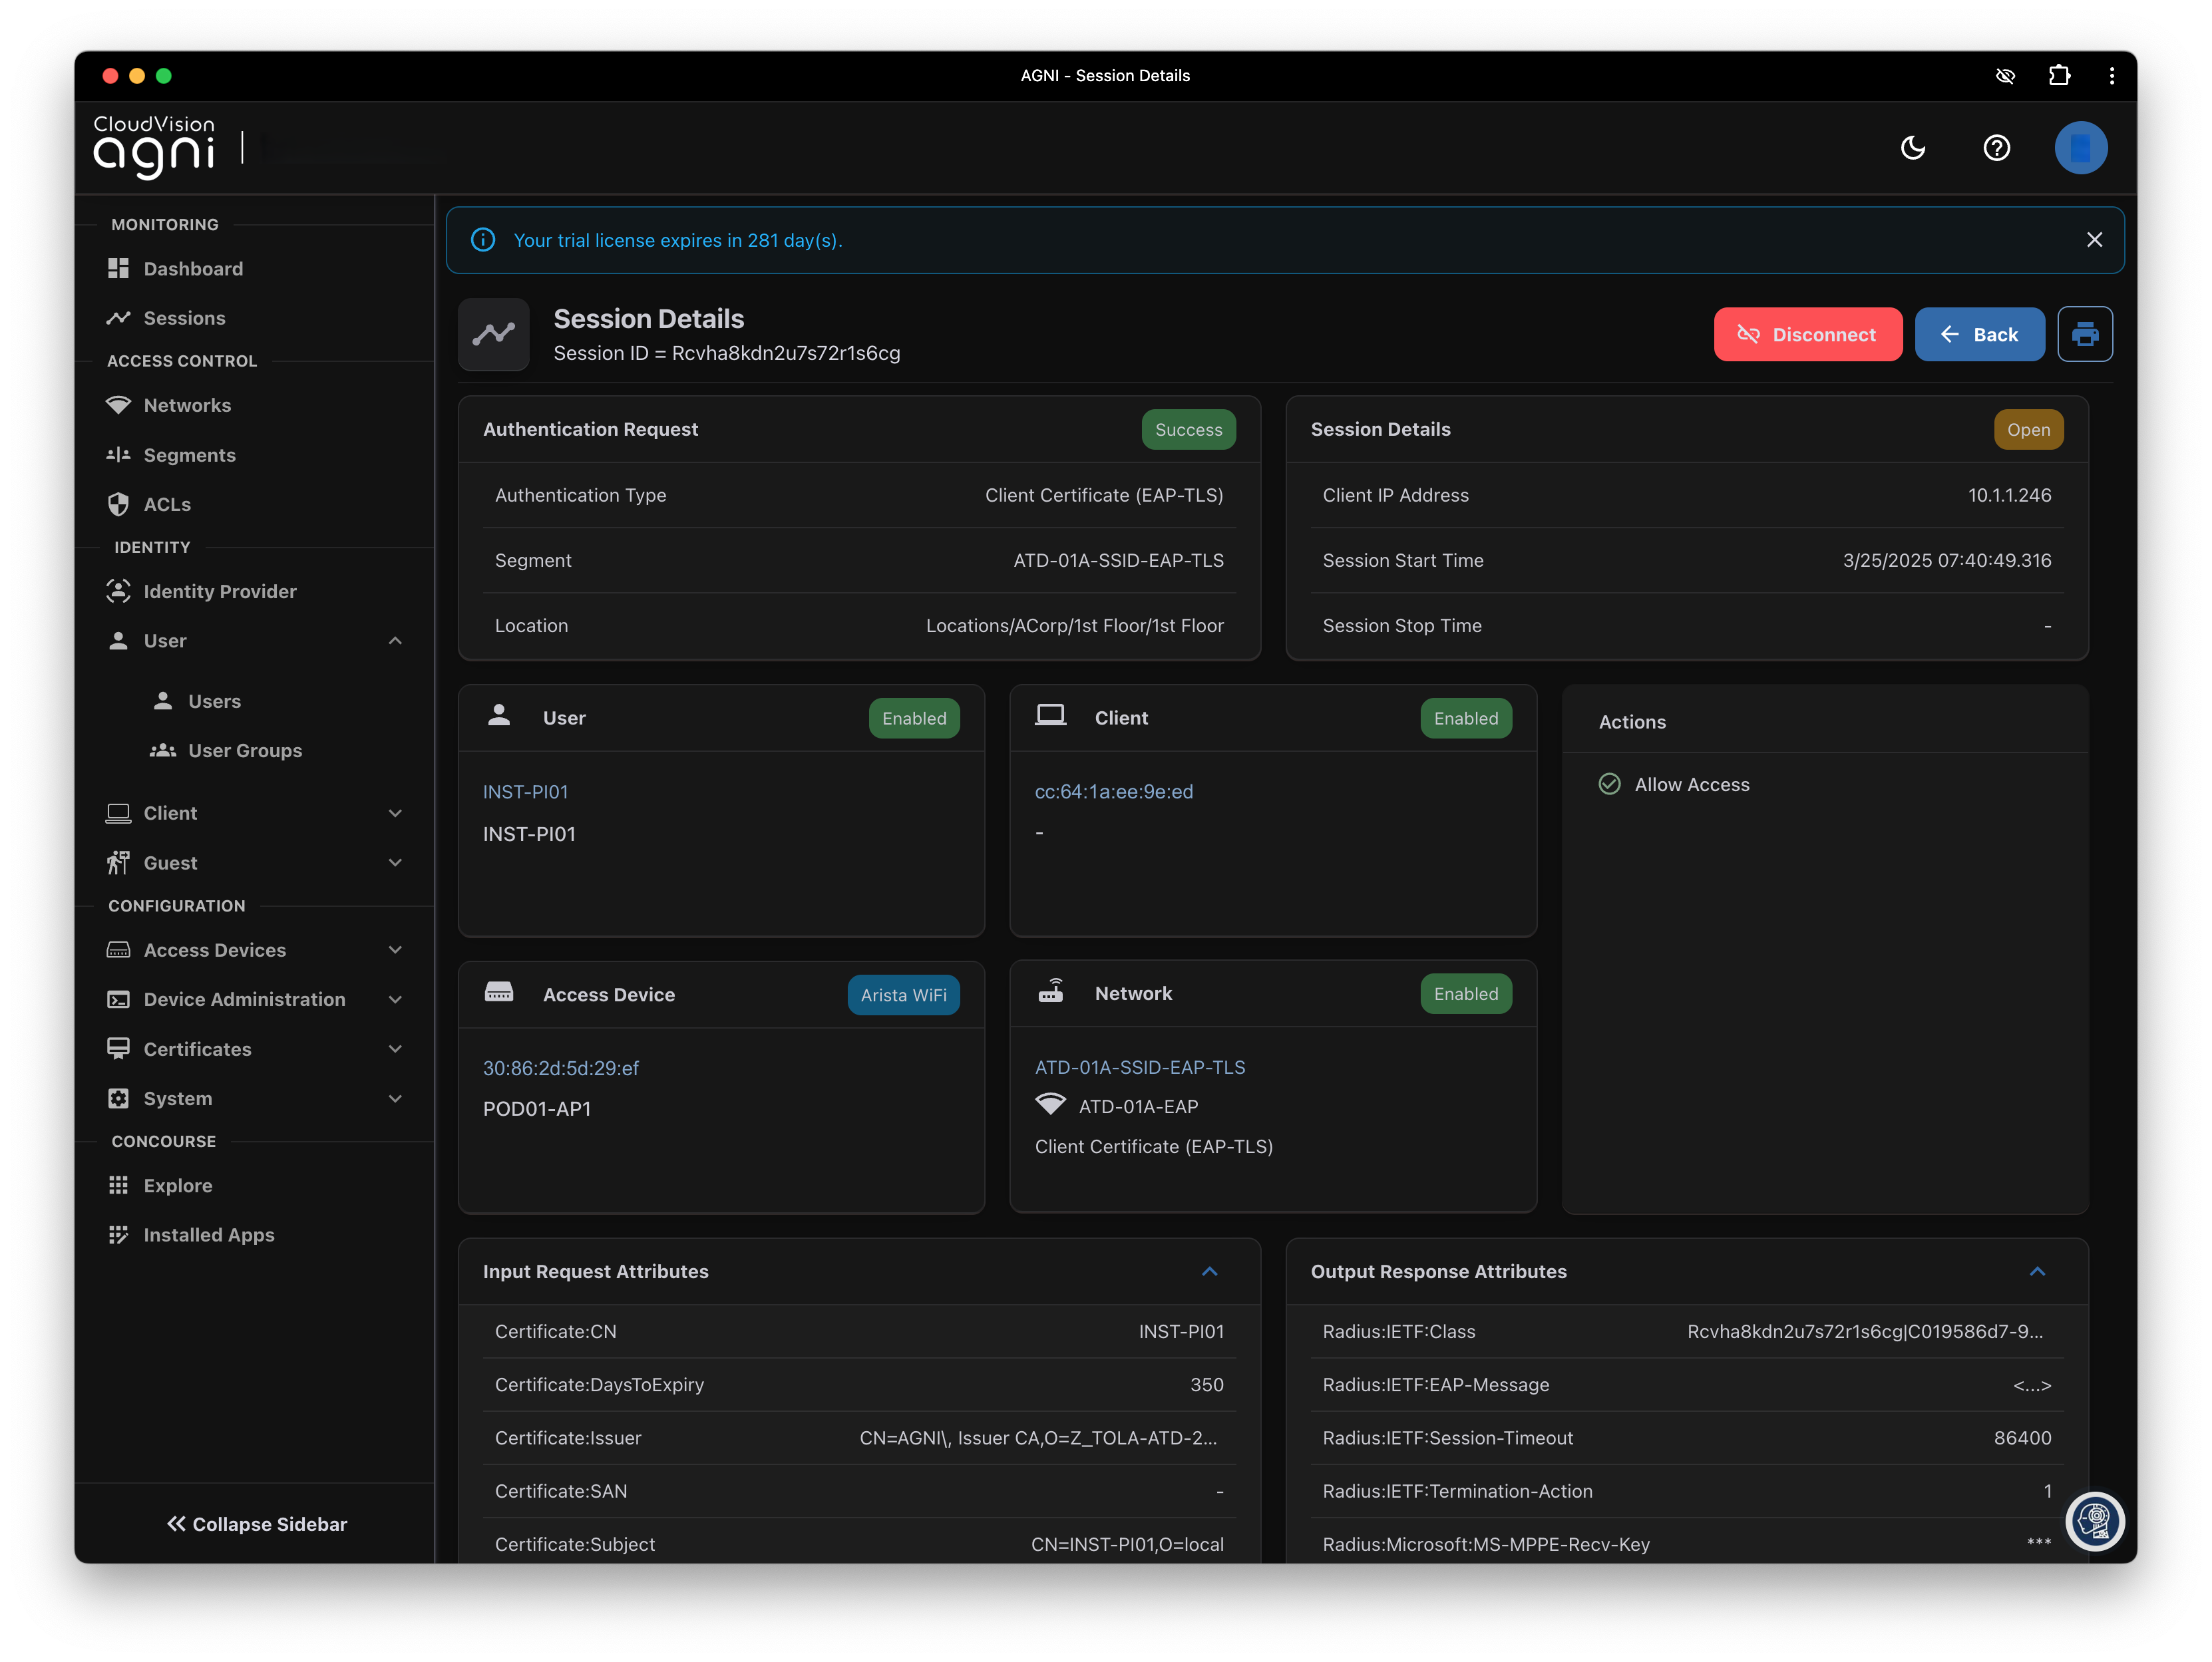 AGNI - Session Details
CloudVision
agni
MONITORING
Dashboard
Sessions
ACCESS CONTROL
Networks
Segments
ACLs
IDENTITY
Identity Provider
User
Users
User Groups
Client
Guest
CONFIGURATION
Access Devices
Device Administration
Certificates
System
CONCOURSE
Explore
Installed Apps
Collapse Sidebar
Your trial license expires in 281 day(s).
Session Details
Session ID = Rcvha8kdn2u7s72r1s6cg
Disconnect
Back
Authentication Request Success
Authentication Type Client Certificate (EAP-TLS)
Segment ATD-01A-SSID-EAP-TLS
Location Locations/ACorp/1st Floor/1st Floor
Session Details Open
Client IP Address 10.1.1.246
Session Start Time 3/25/2025 07:40:49.316
Session Stop Time -
User Enabled
INST-PI01
INST-PI01
Client Enabled
cc:64:1a:ee:9e:ed
-
Actions
Allow Access
Access Device Arista WiFi
30:86:2d:5d:29:ef
POD01-AP1
Network Enabled
ATD-01A-SSID-EAP-TLS
ATD-01A-EAP
Client Certificate (EAP-TLS)
Input Request Attributes
Certificate:CN INST-PI01
Certificate:DaysToExpiry 350
Certificate:Issuer CN=AGNI\, Issuer CA,O=Z_TOLA-ATD-2...
Certificate:SAN -
Certificate:Subject CN=INST-PI01,O=local
Output Response Attributes
Radius:IETF:Class Rcvha8kdn2u7s72r1s6cg|C019586d7-9...
Radius:IETF:EAP-Message <...>
Radius:IETF:Session-Timeout 86400
Radius:IETF:Termination-Action 1
Radius:Microsoft:MS-MPPE-Recv-Key ***